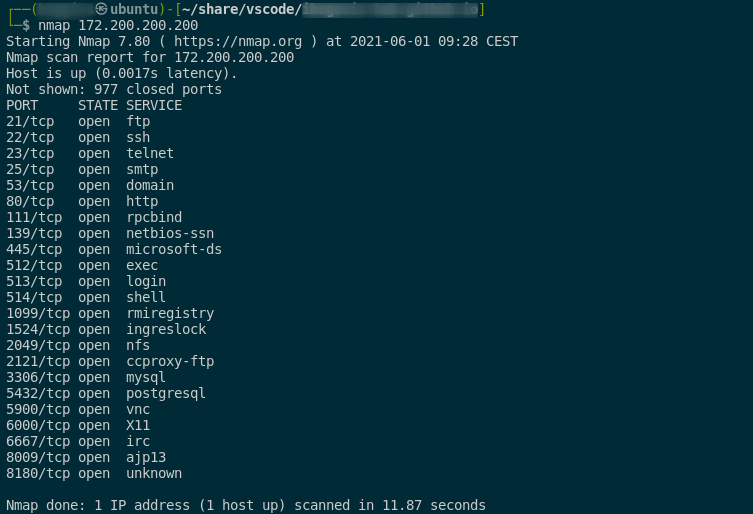 ┌──(㉿ubuntu)-[~/share/vscode/]
└─$ nmap 172.200.200.200
Starting Nmap 7.80 ( https://nmap.org ) at 2021-06-01 09:28 CEST
Nmap scan report for 172.200.200.200
Host is up (0.0017s latency).
Not shown: 977 closed ports
PORT     STATE SERVICE
21/tcp   open  ftp
22/tcp   open  ssh
23/tcp   open  telnet
25/tcp   open  smtp
53/tcp   open  domain
80/tcp   open  http
111/tcp  open  rpcbind
139/tcp  open  netbios-ssn
445/tcp  open  microsoft-ds
512/tcp  open  exec
513/tcp  open  login
514/tcp  open  shell
1099/tcp open  rmiregistry
1524/tcp open  ingreslock
2049/tcp open  nfs
2121/tcp open  ccproxy-ftp
3306/tcp open  mysql
5432/tcp open  postgresql
5900/tcp open  vnc
6000/tcp open  X11
6667/tcp open  irc
8009/tcp open  ajp13
8180/tcp open  unknown
Nmap done: 1 IP address (1 host up) scanned in 11.87 seconds